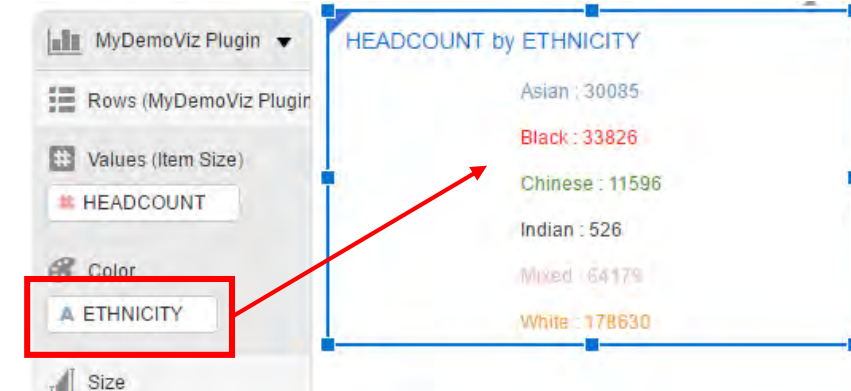 MyDemoViz Plugin
Rows (MyDemoViz Plugin
Values (Item Size)
# HEADCOUNT
Color
A ETHNICITY
Size
HEADCOUNT by ETHNICITY
Asian : 30085
Black : 33826
Chinese : 11596
Indian : 526
Mixed : 64179
White : 178630